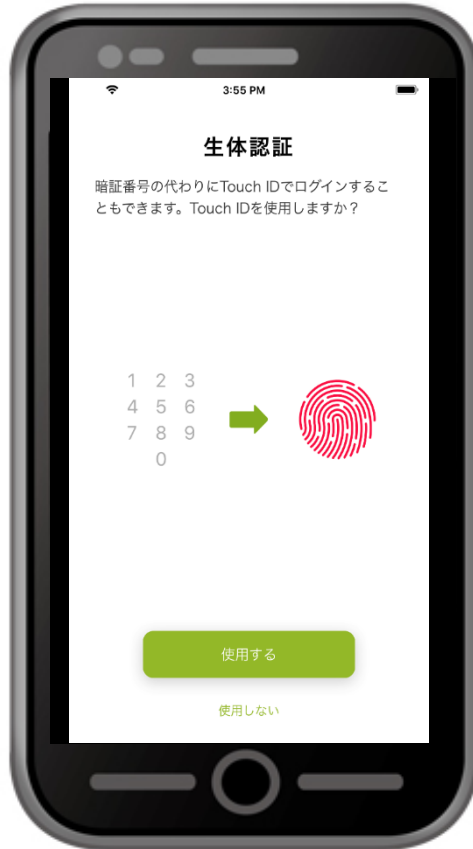 3:55 PM
生体認証
暗証番号の代わりにTouch IDでログインするこ
ともできます。Touch IDを使用しますか？
1 2 3
4 5 6
7 8 9
0
使用する
使用しない